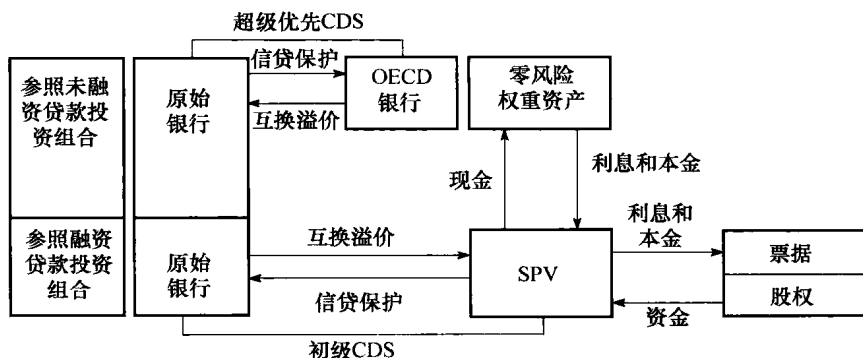 超级优先CDS
信贷保护
互换溢价
参照未融
资贷款投
资组合
原始
银行
OECD
银行
零风险
权重资产
现金
利息和本金
参照融资
贷款投资
组合
原始
银行
互换溢价
信贷保护
SPV
利息和
本金
资金
票据
股权
初级CDS